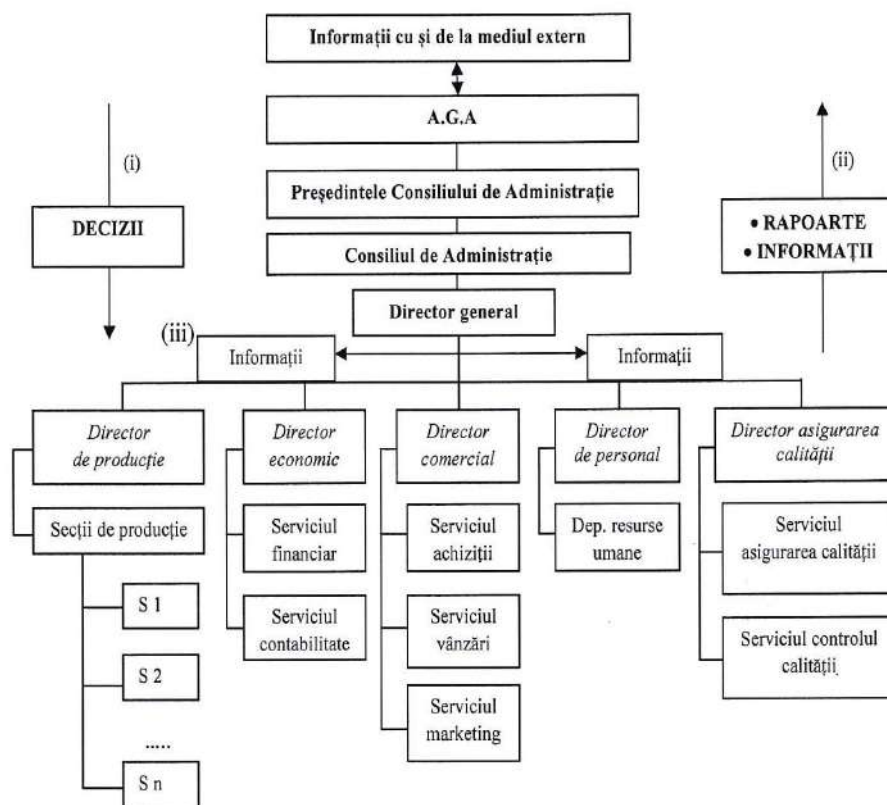 Informații cu și de la mediul extern
A.G.A
(i)
(ii)
Președintele Consiliului de Administrație
DECIZII
• RAPOARTE
• INFORMAȚII
Consiliul de Administrație
Director general
(iii)
Informații
Informații
Director
de producție
Director
economic
Director
comercial
Director
de personal
Director asigurarea
calității
Secții de producție
Serviciul
financiar
Serviciul
achiziții
Dep. resurse
umane
Serviciul
asigurarea calității
S 1
Serviciul
contabilitate
Serviciul
vânzări
Serviciul controlul
calității
S 2
Serviciul
marketing
.....
S n